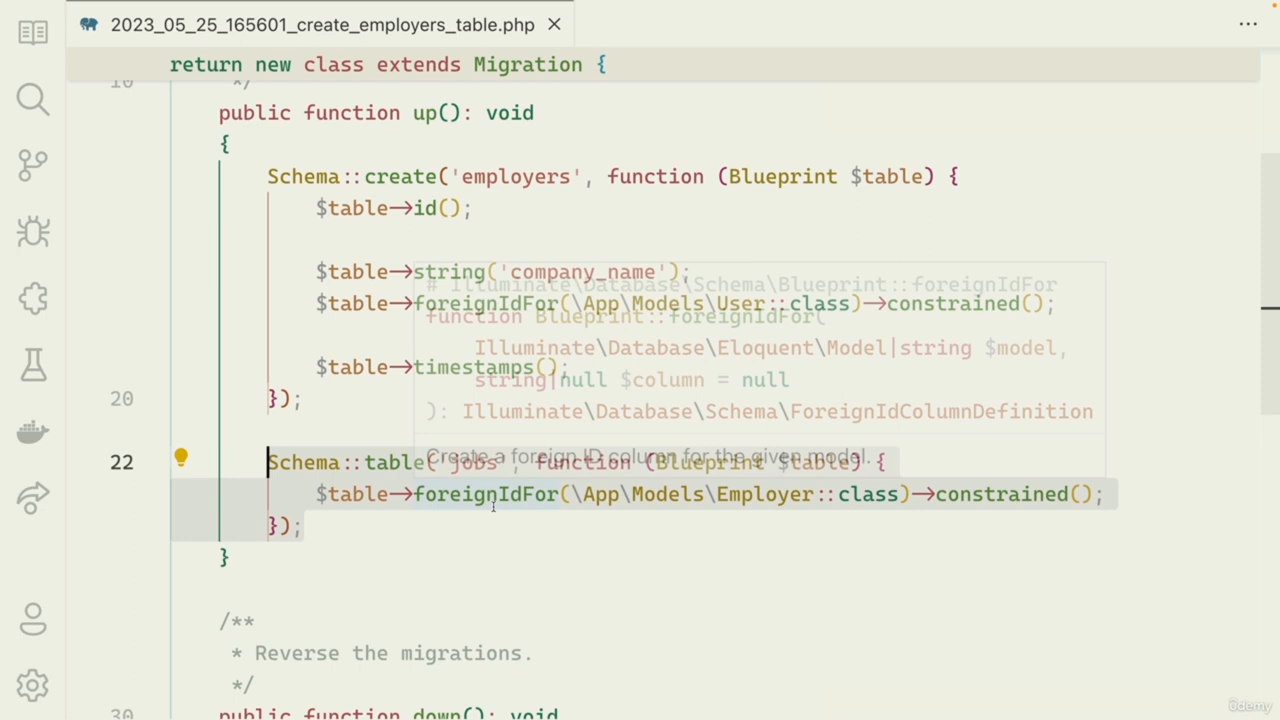 2023_05_25_165601_create_employers_table.php
return new class extends Migration {
10 */
public function up(): void
{
Schema::create('employers', function (Blueprint $table) {
$table->id();
$table->string('company_name');
# Illuminate\Database\Schema\Blueprint::foreignIdFor
$table->foreignIdFor(\App\Models\User::class)->constrained();
function Blueprint::foreignIdFor(
Illuminate\Database\Eloquent\Model|string $model,
$table->timestamps();
string|null $column = null
20 });
): Illuminate\Database\Schema\ForeignIdColumnDefinition
Create a foreign ID column for the given model.
22 Schema::table('jobs', function (Blueprint $table) {
$table->foreignIdFor(\App\Models\Employer::class)->constrained();
});
}
/**
* Reverse the migrations.
*/
30 public function down(): void
ûdemy